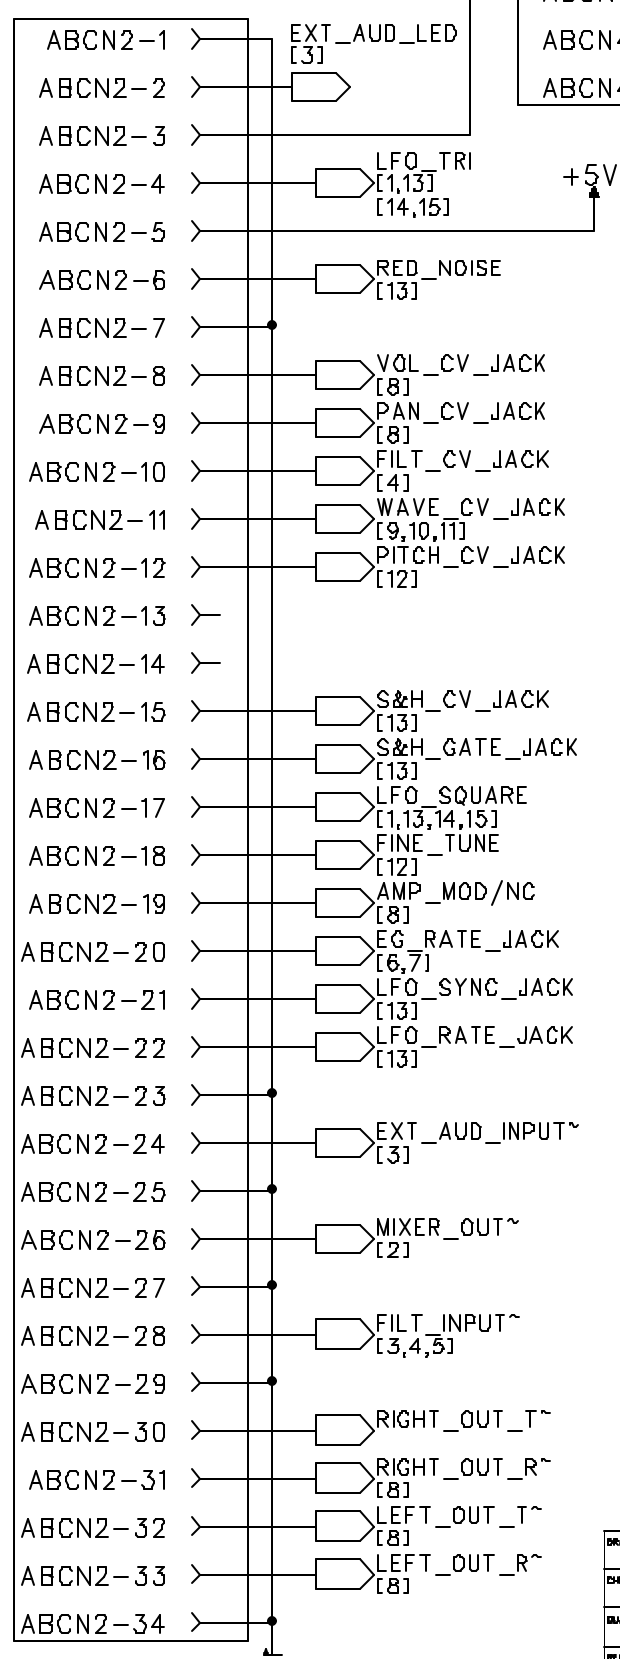 ABCN2-1
EXT_AUD_LED
[3]
ABCN2-2
ABCN2-3
ABCN2-4
LFO_TRI
[1,13]
[14,15]
+5V
ABCN2-5
ABCN2-6
RED_NOISE
[13]
ABCN2-7
ABCN2-8
VOL_CV_JACK
[8]
ABCN2-9
PAN_CV_JACK
[8]
ABCN2-10
FILT_CV_JACK
[4]
ABCN2-11
WAVE_CV_JACK
[9,10,11]
ABCN2-12
PITCH_CV_JACK
[12]
ABCN2-13
ABCN2-14
ABCN2-15
S&H_CV_JACK
[13]
ABCN2-16
S&H_GATE_JACK
[13]
ABCN2-17
LFO_SQUARE
[1,13,14,15]
ABCN2-18
FINE_TUNE
[12]
ABCN2-19
AMP_MOD/NC
[8]
ABCN2-20
EG_RATE_JACK
[6,7]
ABCN2-21
LFO_SYNC_JACK
[13]
ABCN2-22
LFO_RATE_JACK
[13]
ABCN2-23
ABCN2-24
EXT_AUD_INPUT~
[3]
ABCN2-25
ABCN2-26
MIXER_OUT~
[2]
ABCN2-27
ABCN2-28
FILT_INPUT~
[3,4,5]
ABCN2-29
ABCN2-30
RIGHT_OUT_T~
ABCN2-31
RIGHT_OUT_R~
[8]
ABCN2-32
LEFT_OUT_T~
[8]
ABCN2-33
LEFT_OUT_R~
[8]
ABCN2-34